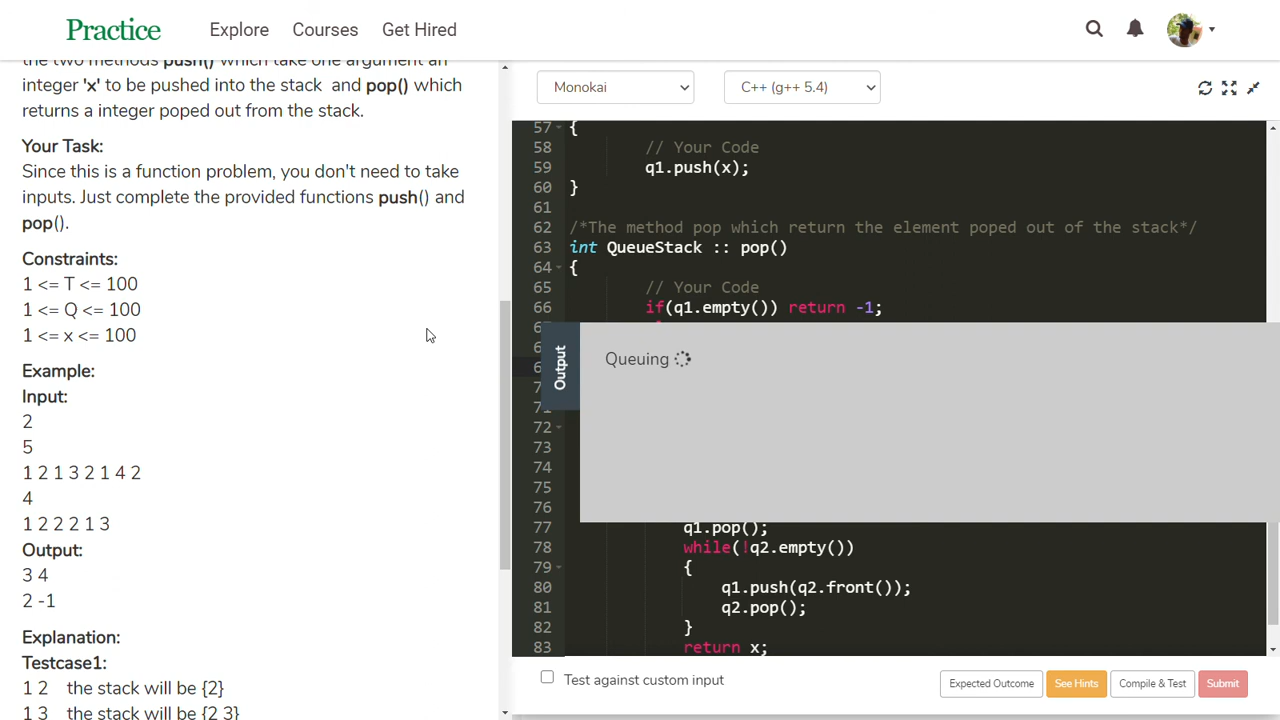 Practice Explore Courses Get Hired
the two methods push() which take one argument an
integer 'x' to be pushed into the stack and pop() which
returns a integer poped out from the stack.
Your Task:
Since this is a function problem, you don't need to take
inputs. Just complete the provided functions push() and
pop().
Constraints:
1 <= T <= 100
1 <= Q <= 100
1 <= x <= 100
Example:
Input:
2
5
1 2 1 3 2 1 4 2
4
1 2 2 2 1 3
Output:
3 4
2 -1
Explanation:
Testcase1:
1 2 the stack will be {2}
1 3 the stack will be {2 3}
Monokai C++ (g++ 5.4)
57 {
58 // Your Code
59 q1.push(x);
60 }
61
62 /*The method pop which return the element poped out of the stack*/
63 int QueueStack :: pop()
64 {
65 // Your Code
66 if(q1.empty()) return -1;
Output
Queuing
72
73
74
75
76
77 q1.pop();
78 while(!q2.empty())
79 {
80 q1.push(q2.front());
81 q2.pop();
82 }
83 return x;
Test against custom input
Expected Outcome See Hints Compile & Test Submit